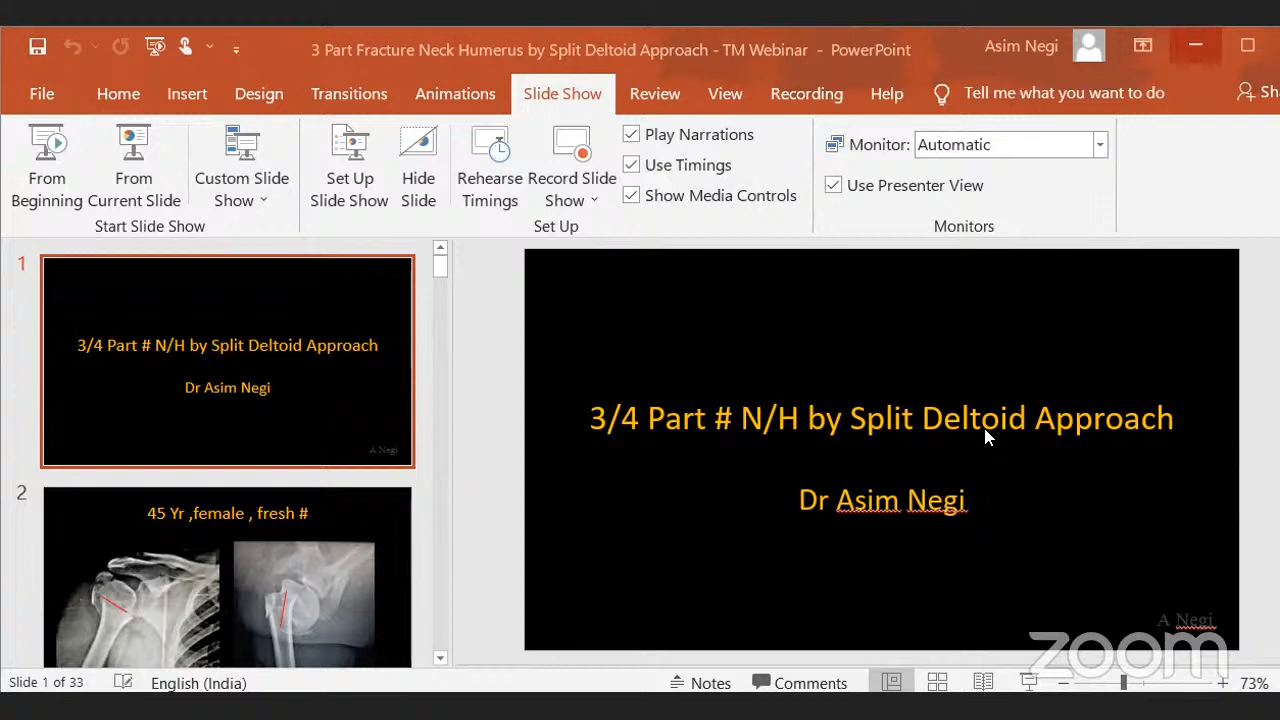 3 Part Fracture Neck Humerus by Split Deltoid Approach - TM Webinar - PowerPoint
Asim Negi
File Home Insert Design Transitions Animations Slide Show Review View Recording Help Tell me what you want to do
From Beginning
From Current Slide
Custom Slide Show
Set Up Slide Show
Hide Slide
Rehearse Timings
Record Slide Show
Play Narrations
Use Timings
Show Media Controls
Monitor: Automatic
Use Presenter View
Start Slide Show
Set Up
Monitors
1
3/4 Part # N/H by Split Deltoid Approach
Dr Asim Negi
A Negi
2
45 Yr ,female , fresh #
3/4 Part # N/H by Split Deltoid Approach
Dr Asim Negi
A Negi
zoom
Slide 1 of 33
English (India)
Notes
Comments
73%